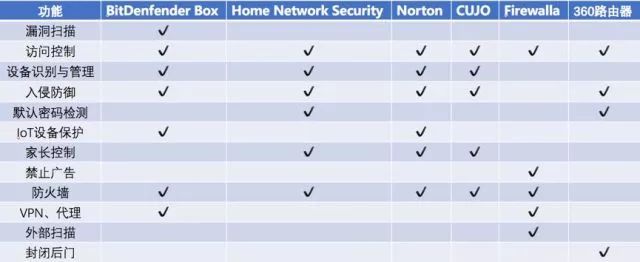 功能 BitDenfender Box Home Network Security Norton CUJO Firewalla 360路由器
漏洞扫描 ✓
访问控制 ✓ ✓ ✓ ✓ ✓ ✓
设备识别与管理 ✓ ✓ ✓ ✓
入侵防御 ✓ ✓ ✓ ✓ ✓
默认密码检测 ✓ ✓
IoT设备保护 ✓ ✓
家长控制 ✓ ✓ ✓
禁止广告 ✓
防火墙 ✓ ✓ ✓ ✓ ✓
VPN、代理 ✓ ✓
外部扫描 ✓
封闭后门 ✓